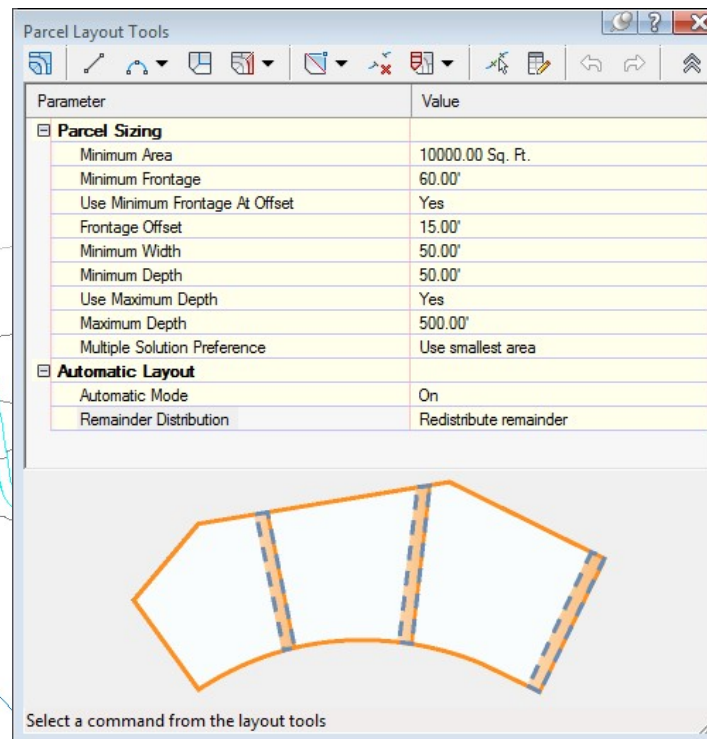 Parcel Layout Tools
Parameter Value
Parcel Sizing
Minimum Area 10000.00 Sq. Ft.
Minimum Frontage 60.00'
Use Minimum Frontage At Offset Yes
Frontage Offset 15.00'
Minimum Width 50.00'
Minimum Depth 50.00'
Use Maximum Depth Yes
Maximum Depth 500.00'
Multiple Solution Preference Use smallest area
Automatic Layout
Automatic Mode On
Remainder Distribution Redistribute remainder
Select a command from the layout tools